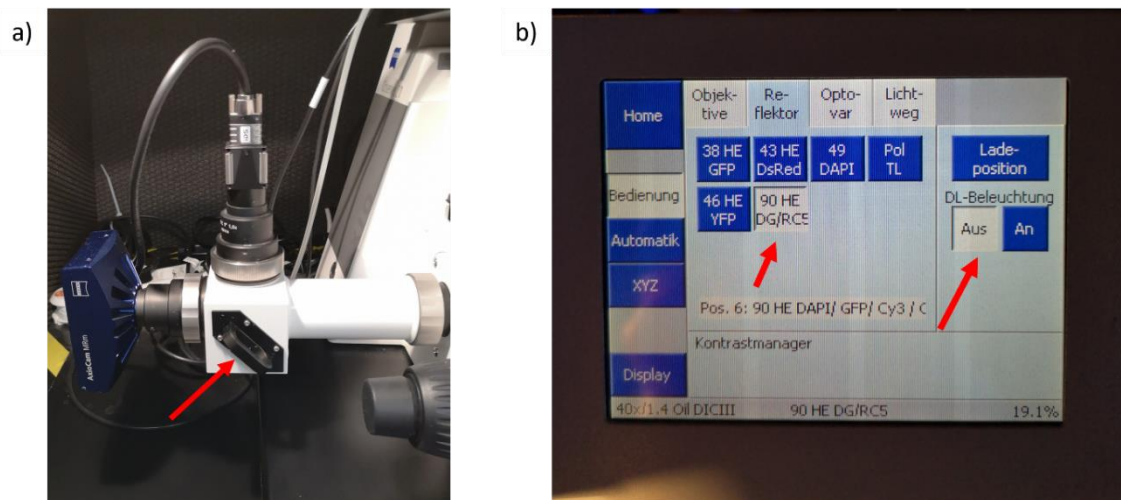 a)
b)
AxioCam MRm
Home
Objek-
tive
Re-
flektor
Opto-
var
Licht-
weg
38 HE
GFP
43 HE
DsRed
49
DAPI
Pol
TL
Lade-
position
Bedienung
46 HE
YFP
90 HE
DG/RC5
DL-Beleuchtung
Aus
An
Automatik
XYZ
Pos. 6: 90 HE DAPI/ GFP/ Cy3 / C
Kontrastmanager
Display
40x/1.4 Oil DICIII
90 HE DG/RC5
19.1%